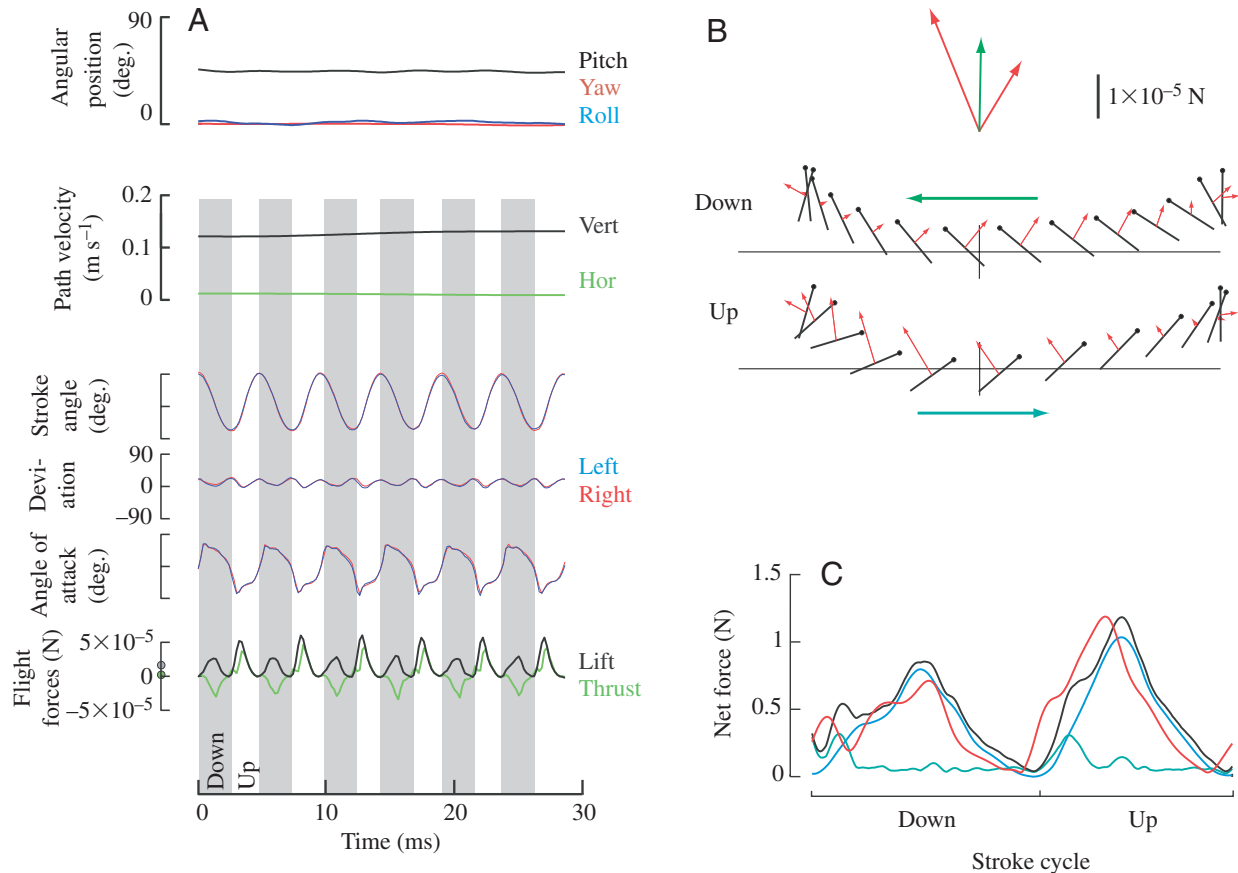 A
90
0
Angular
position
(deg.)
Pitch
Yaw
Roll
0.2
0.1
0
Path velocity
(m s⁻¹)
Vert
Hor
Stroke
angle
(deg.)
90
0
–90
Devi-
ation
Left
Right
Angle of
attack
(deg.)
5×10⁻⁵
0
–5×10⁻⁵
Flight
forces (N)
Lift
Thrust
Down
Up
0
10
20
30
Time (ms)
B
1×10⁻⁵ N
Down
Up
C
1.5
1
0.5
0
Net force (N)
Down
Up
Stroke cycle